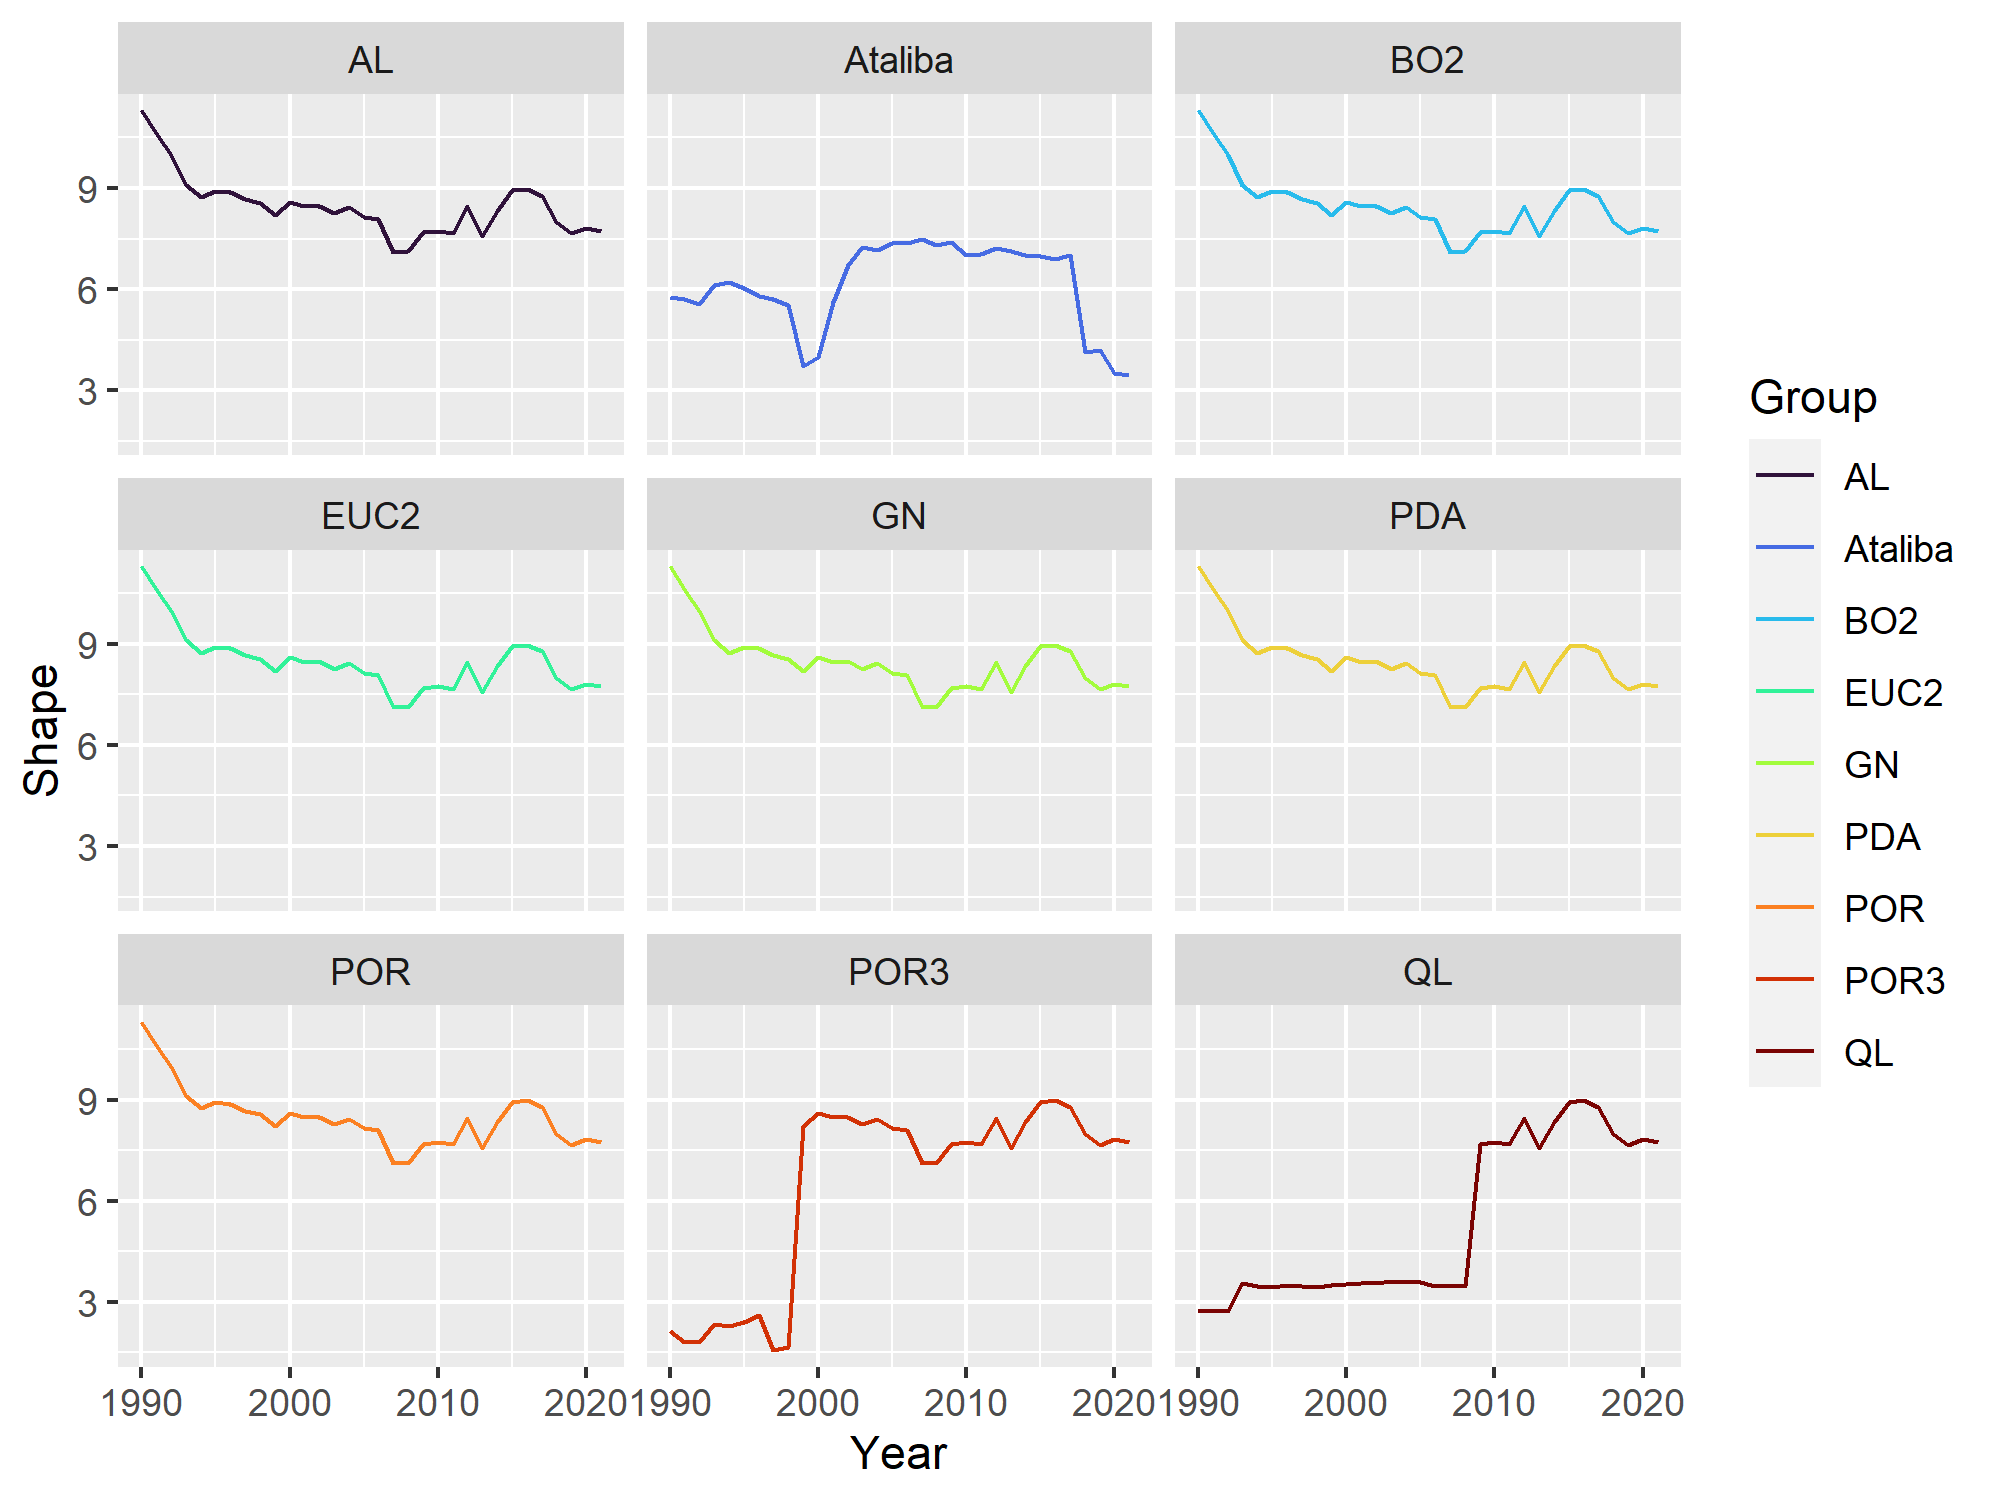 AL Ataliba BO2
9
6
3
EUC2 GN PDA
9
6
3
POR POR3 QL
9
6
3
1990 2000 2010 2020 1990 2000 2010 2020 1990 2000 2010 2020
Year
Shape
Group
AL
Ataliba
BO2
EUC2
GN
PDA
POR
POR3
QL